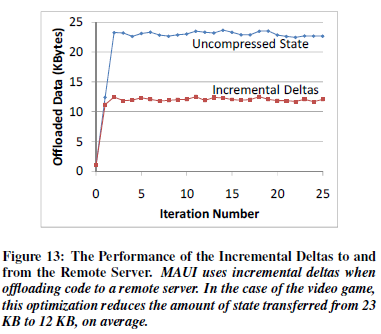 25
20
15
10
5
0
Offloaded Data (KBytes)
Uncompressed State
Incremental Deltas
0 5 10 15 20 25
Iteration Number
Figure 13: The Performance of the Incremental Deltas to and
from the Remote Server. MAUI uses incremental deltas when
offloading code to a remote server. In the case of the video game,
this optimization reduces the amount of state transferred from 23
KB to 12 KB, on average.